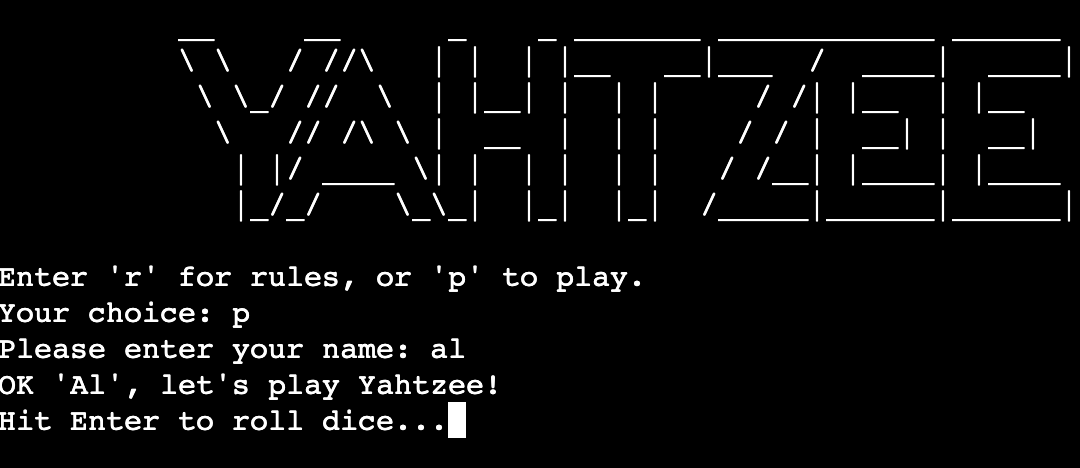 YAHTZEE
Enter 'r' for rules, or 'p' to play.
Your choice: p
Please enter your name: al
OK 'Al', let's play Yahtzee!
Hit Enter to roll dice...